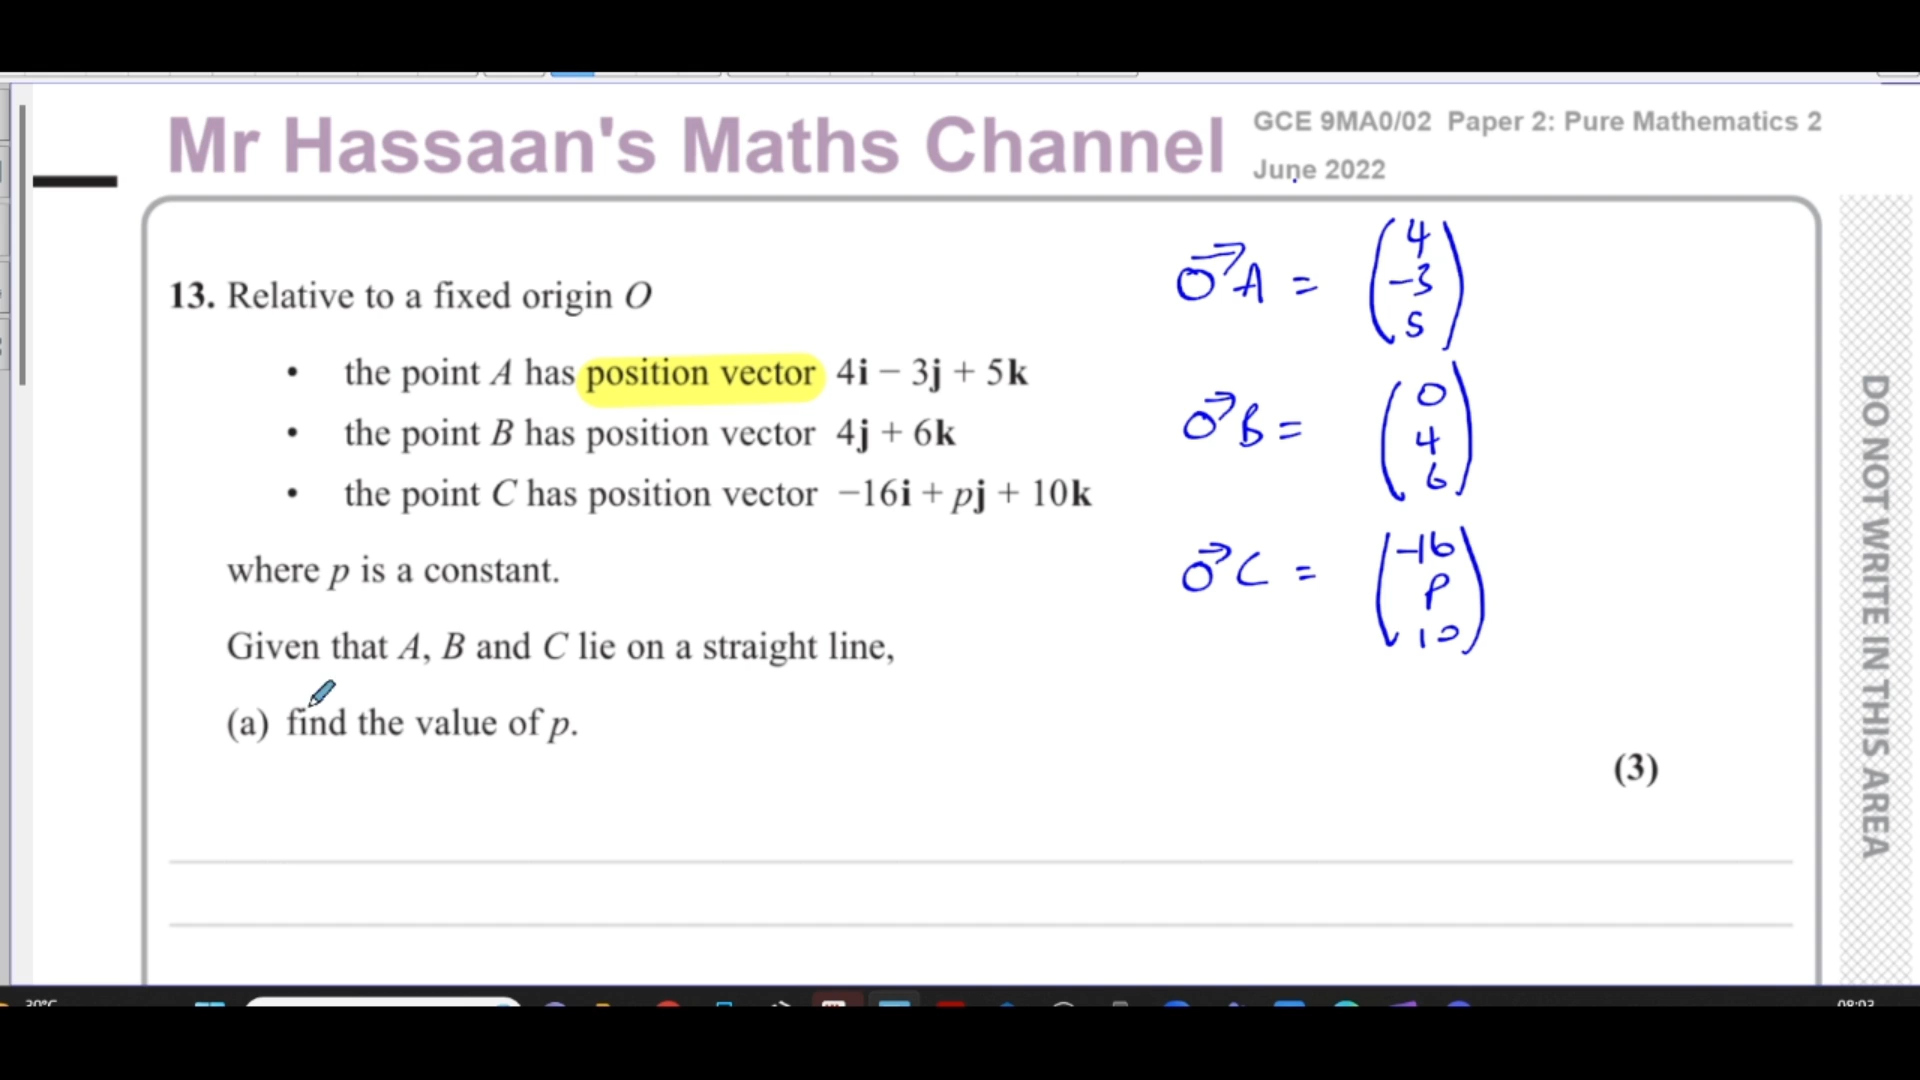 Mr Hassaan's Maths Channel
GCE 9MA0/02 Paper 2: Pure Mathematics 2
June 2022
13. Relative to a fixed origin O
• the point A has position vector 4i − 3j + 5k
• the point B has position vector 4j + 6k
• the point C has position vector −16i + pj + 10k
where p is a constant.
Given that A, B and C lie on a straight line,
(a) find the value of p.
(3)
OA = (4
-3
5)
OB = (0
4
6)
OC = (-16
p
10)
DO NOT WRITE IN THIS AREA